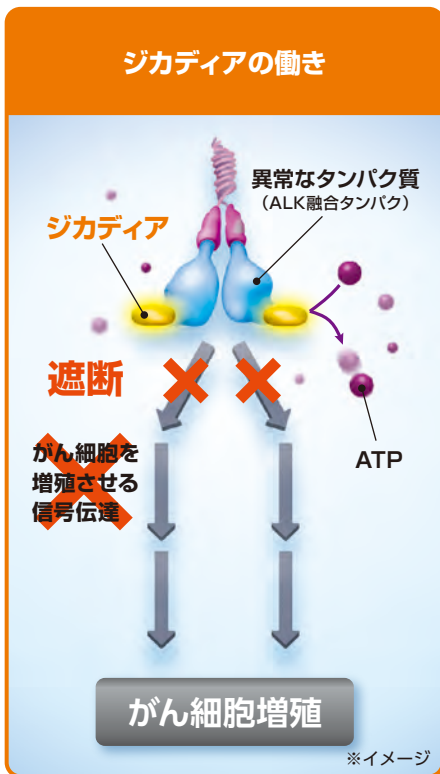 ジカディアの働き
異常なタンパク質
（ALK融合タンパク）
ジカディア
遮断
がん細胞を
増殖させる
信号伝達
ATP
がん細胞増殖
※イメージ